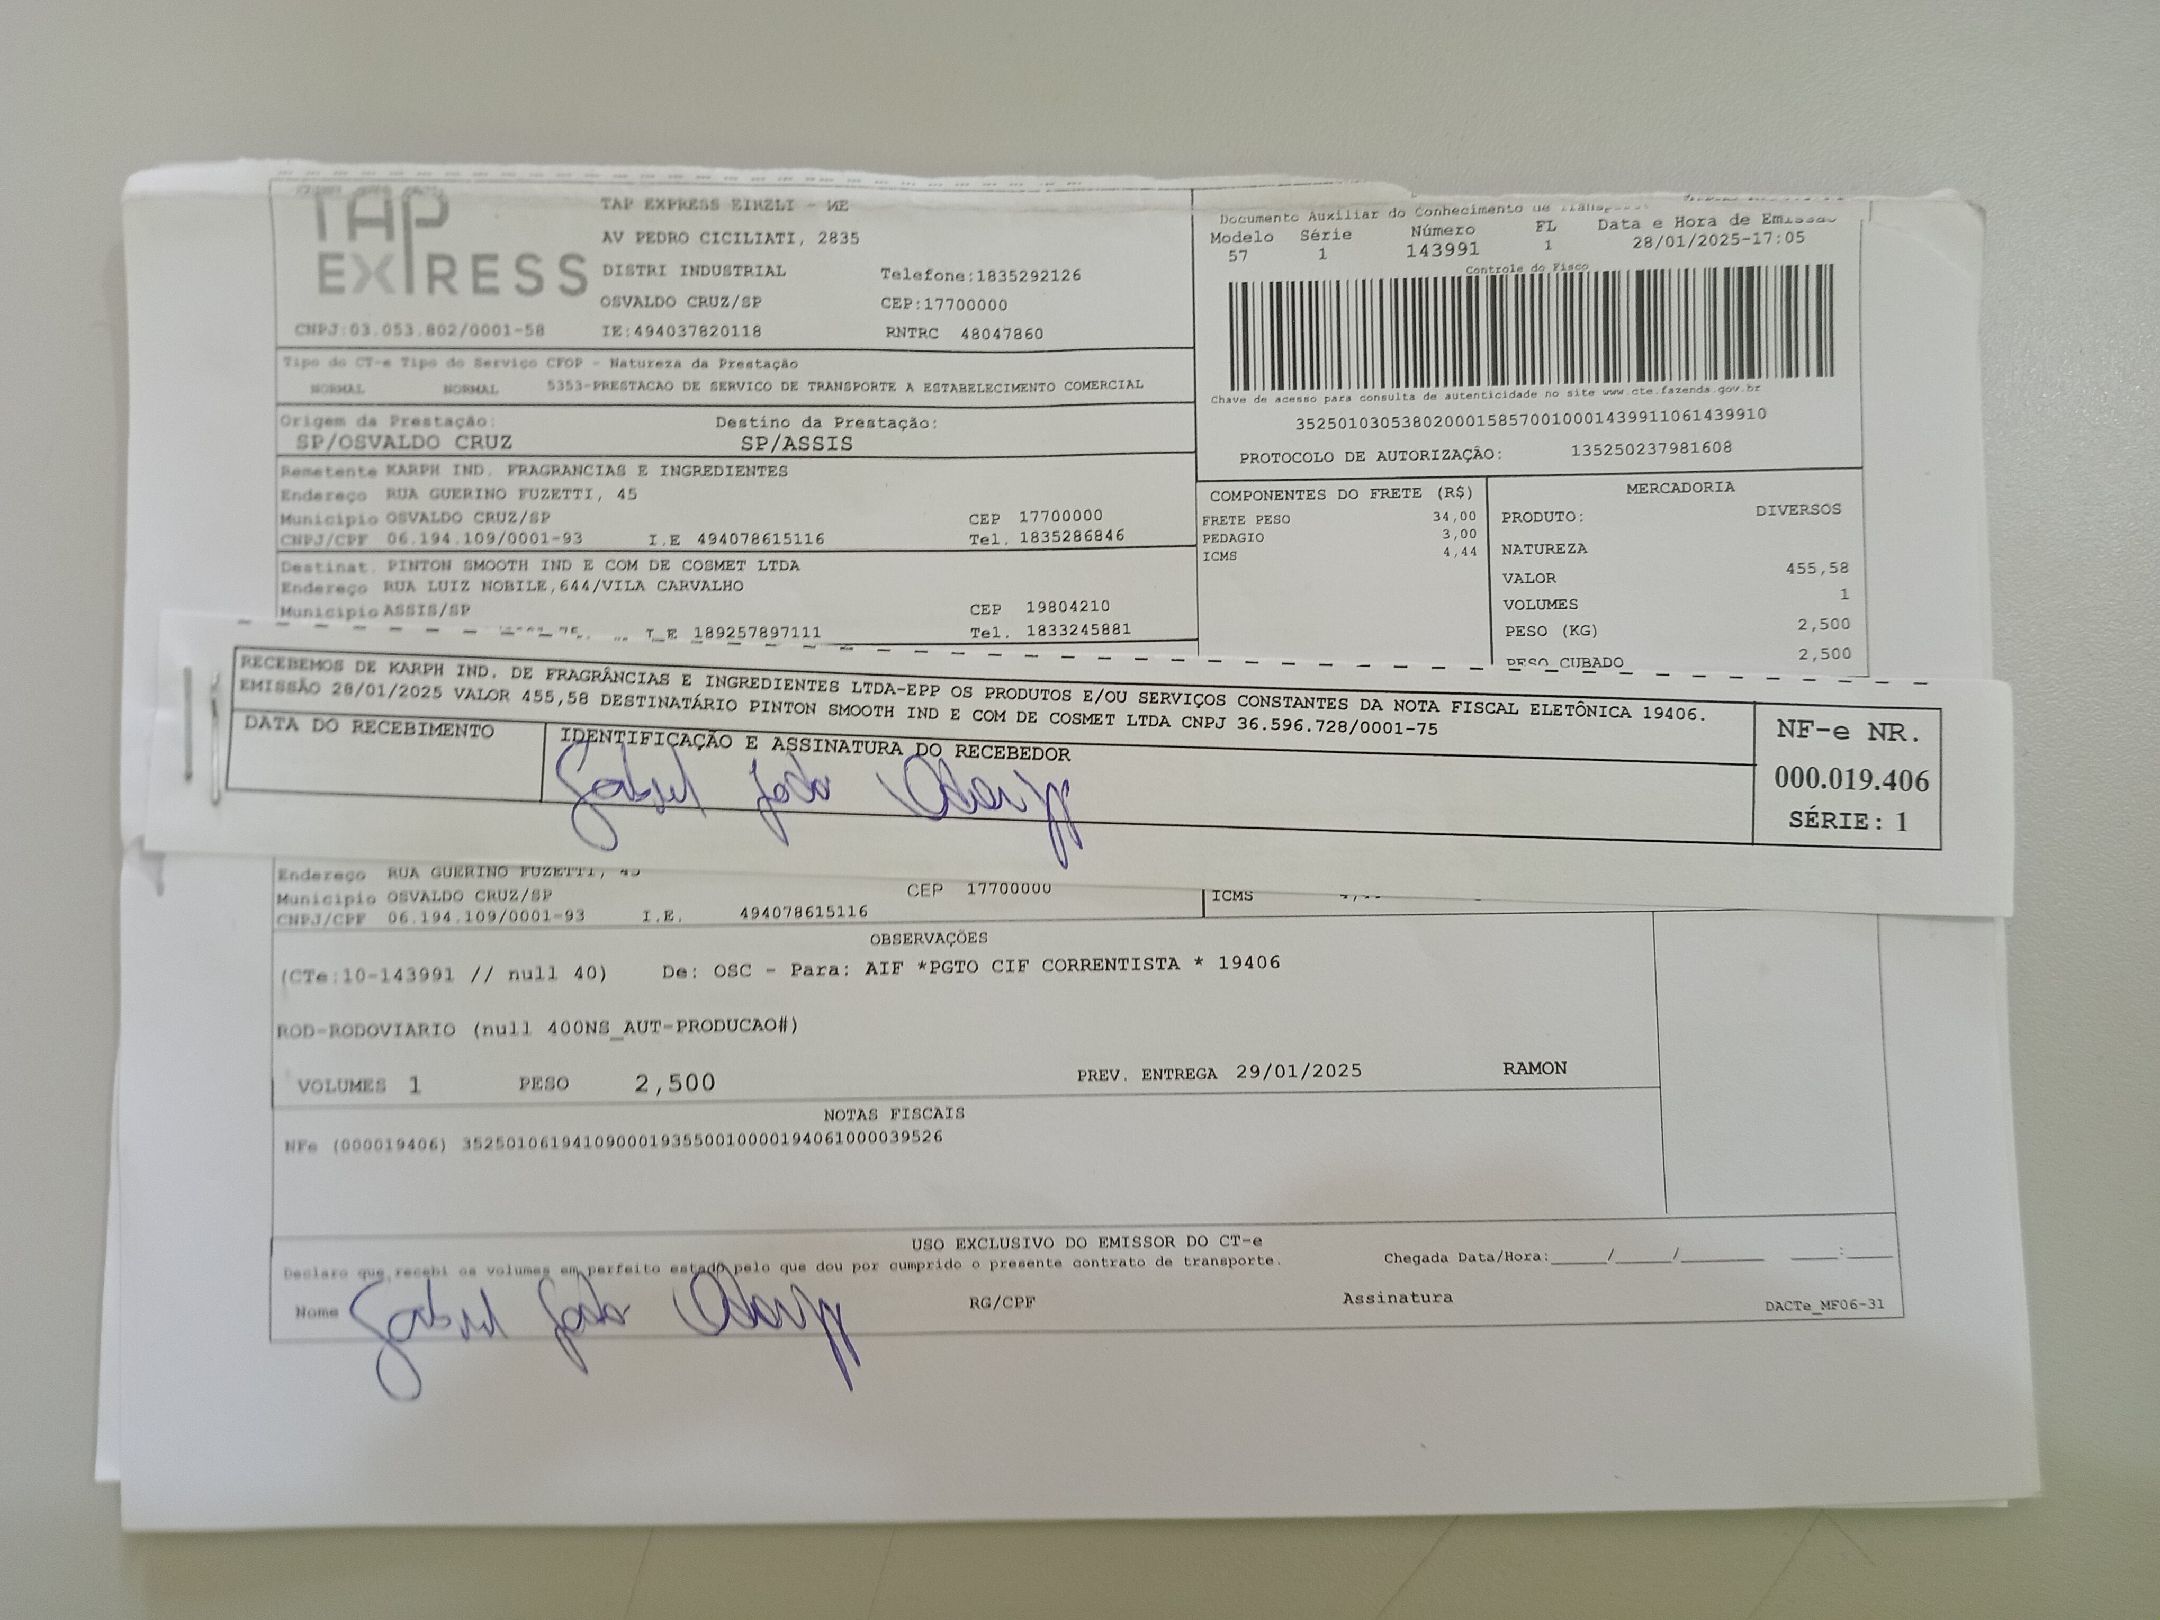 TAP EXPRESS
TAP EXPRESS EIRELI - ME
AV PEDRO CICILIATI, 2835
DISTRI INDUSTRIAL Telefone:1835292126
OSVALDO CRUZ/SP CEP:17700000
CNPJ:03.053.802/0001-58 IE:494037820118 RNTRC 48047860
Documento Auxiliar do Conhecimento de
Modelo Série Número FL Data e Hora de Emissão
57 1 143991 1 28/01/2025-17:05
Controle do Fisco
Chave de acesso para consulta de autenticidade no site www.cte.fazenda.gov.br
35250103053802000158570010001439911061439910
PROTOCOLO DE AUTORIZAÇÃO: 135250237981608
Tipo do CT-e Tipo do Serviço CFOP - Natureza da Prestação
NORMAL NORMAL 5353-PRESTACAO DE SERVICO DE TRANSPORTE A ESTABELECIMENTO COMERCIAL
Origem da Prestação: Destino da Prestação:
SP/OSVALDO CRUZ SP/ASSIS
Remetente KARPH IND. FRAGRANCIAS E INGREDIENTES
Endereço RUA GUERINO FUZETTI, 45
Municipio OSVALDO CRUZ/SP CEP 17700000
CNPJ/CPF 06.194.109/0001-93 I.E 494078615116 Tel. 1835286846
Destinat. PINTON SMOOTH IND E COM DE COSMET LTDA
Endereço RUA LUIZ NOBILE,644/VILA CARVALHO
Municipio ASSIS/SP CEP 19804210
I.E 189257897111 Tel. 1833245881
COMPONENTES DO FRETE (R$)
FRETE PESO 34,00
PEDAGIO 3,00
ICMS 4,44
MERCADORIA
PRODUTO: DIVERSOS
NATUREZA
VALOR 455,58
VOLUMES 1
PESO (KG) 2,500
PESO CUBADO 2,500
RECEBEMOS DE KARPH IND. DE FRAGRÂNCIAS E INGREDIENTES LTDA-EPP OS PRODUTOS E/OU SERVIÇOS CONSTANTES DA NOTA FISCAL ELETÔNICA 19406.
EMISSÃO 28/01/2025 VALOR 455,58 DESTINATÁRIO PINTON SMOOTH IND E COM DE COSMET LTDA CNPJ 36.596.728/0001-75
DATA DO RECEBIMENTO IDENTIFICAÇÃO E ASSINATURA DO RECEBEDOR
Gabriel
NF-e NR.
000.019.406
SÉRIE: 1
Endereço RUA GUERINO FUZETTI, 45
Municipio OSVALDO CRUZ/SP CEP 17700000
CNPJ/CPF 06.194.109/0001-93 I.E. 494078615116
ICMS
OBSERVAÇÕES
(CTe:10-143991 // null 40) De: OSC - Para: AIF *PGTO CIF CORRENTISTA * 19406
ROD-RODOVIARIO (null 400NS_AUT-PRODUCAO#)
VOLUMES 1 PESO 2,500 PREV. ENTREGA 29/01/2025 RAMON
NOTAS FISCAIS
NFe (000019406) 35250106194109000193550010000194061000039526
USO EXCLUSIVO DO EMISSOR DO CT-e
Declaro que recebi os volumes em perfeito estado pelo que dou por cumprido o presente contrato de transporte. Chegada Data/Hora:____/____/______ ____:____
Nome Gabriel RG/CPF Assinatura DACTe_MF06-31